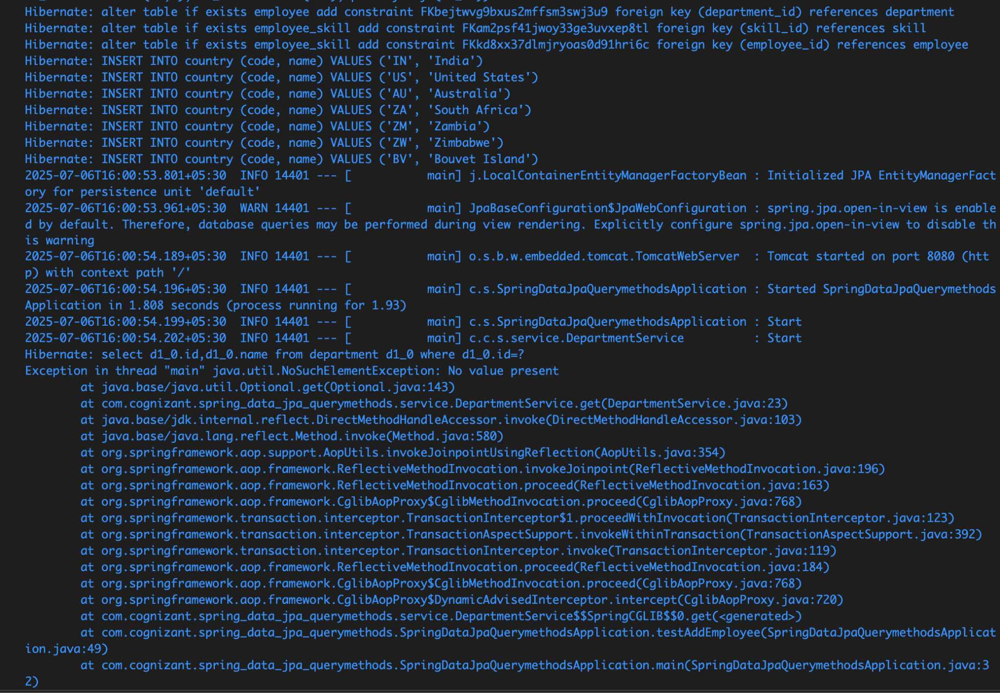 Hibernate: alter table if exists employee add constraint FKbejtwvg9bxus2mffsm3swj3u9 foreign key (department_id) references department
Hibernate: alter table if exists employee_skill add constraint FKam2psf41jwoy33ge3uvxep8tl foreign key (skill_id) references skill
Hibernate: alter table if exists employee_skill add constraint FKkd8xx37dlmjryoas0d91hri6c foreign key (employee_id) references employee
Hibernate: INSERT INTO country (code, name) VALUES ('IN', 'India')
Hibernate: INSERT INTO country (code, name) VALUES ('US', 'United States')
Hibernate: INSERT INTO country (code, name) VALUES ('AU', 'Australia')
Hibernate: INSERT INTO country (code, name) VALUES ('ZA', 'South Africa')
Hibernate: INSERT INTO country (code, name) VALUES ('ZM', 'Zambia')
Hibernate: INSERT INTO country (code, name) VALUES ('ZW', 'Zimbabwe')
Hibernate: INSERT INTO country (code, name) VALUES ('BV', 'Bouvet Island')
2025-07-06T16:00:53.801+05:30  INFO 14401 --- [           main] j.LocalContainerEntityManagerFactoryBean : Initialized JPA EntityManagerFact
ory for persistence unit 'default'
2025-07-06T16:00:53.961+05:30  WARN 14401 --- [           main] JpaBaseConfiguration$JpaWebConfiguration : spring.jpa.open-in-view is enable
d by default. Therefore, database queries may be performed during view rendering. Explicitly configure spring.jpa.open-in-view to disable th
is warning
2025-07-06T16:00:54.189+05:30  INFO 14401 --- [           main] o.s.b.w.embedded.tomcat.TomcatWebServer  : Tomcat started on port 8080 (htt
p) with context path '/'
2025-07-06T16:00:54.196+05:30  INFO 14401 --- [           main] c.s.SpringDataJpaQuerymethodsApplication : Started SpringDataJpaQuerymethods
Application in 1.808 seconds (process running for 1.93)
2025-07-06T16:00:54.199+05:30  INFO 14401 --- [           main] c.s.SpringDataJpaQuerymethodsApplication : Start
2025-07-06T16:00:54.202+05:30  INFO 14401 --- [           main] c.c.s.service.DepartmentService          : Start
Hibernate: select d1_0.id,d1_0.name from department d1_0 where d1_0.id=?
Exception in thread "main" java.util.NoSuchElementException: No value present
        at java.base/java.util.Optional.get(Optional.java:143)
        at com.cognizant.spring_data_jpa_querymethods.service.DepartmentService.get(DepartmentService.java:23)
        at java.base/jdk.internal.reflect.DirectMethodHandleAccessor.invoke(DirectMethodHandleAccessor.java:103)
        at java.base/java.lang.reflect.Method.invoke(Method.java:580)
        at org.springframework.aop.support.AopUtils.invokeJoinpointUsingReflection(AopUtils.java:354)
        at org.springframework.aop.framework.ReflectiveMethodInvocation.invokeJoinpoint(ReflectiveMethodInvocation.java:196)
        at org.springframework.aop.framework.ReflectiveMethodInvocation.proceed(ReflectiveMethodInvocation.java:163)
        at org.springframework.aop.framework.CglibAopProxy$CglibMethodInvocation.proceed(CglibAopProxy.java:768)
        at org.springframework.transaction.interceptor.TransactionInterceptor$1.proceedWithInvocation(TransactionInterceptor.java:123)
        at org.springframework.transaction.interceptor.TransactionAspectSupport.invokeWithinTransaction(TransactionAspectSupport.java:392)
        at org.springframework.transaction.interceptor.TransactionInterceptor.invoke(TransactionInterceptor.java:119)
        at org.springframework.aop.framework.ReflectiveMethodInvocation.proceed(ReflectiveMethodInvocation.java:184)
        at org.springframework.aop.framework.CglibAopProxy$CglibMethodInvocation.proceed(CglibAopProxy.java:768)
        at org.springframework.aop.framework.CglibAopProxy$DynamicAdvisedInterceptor.intercept(CglibAopProxy.java:720)
        at com.cognizant.spring_data_jpa_querymethods.service.DepartmentService$$SpringCGLIB$$0.get(<generated>)
        at com.cognizant.spring_data_jpa_querymethods.SpringDataJpaQuerymethodsApplication.testAddEmployee(SpringDataJpaQuerymethodsApplicat
ion.java:49)
        at com.cognizant.spring_data_jpa_querymethods.SpringDataJpaQuerymethodsApplication.main(SpringDataJpaQuerymethodsApplication.java:3
2)